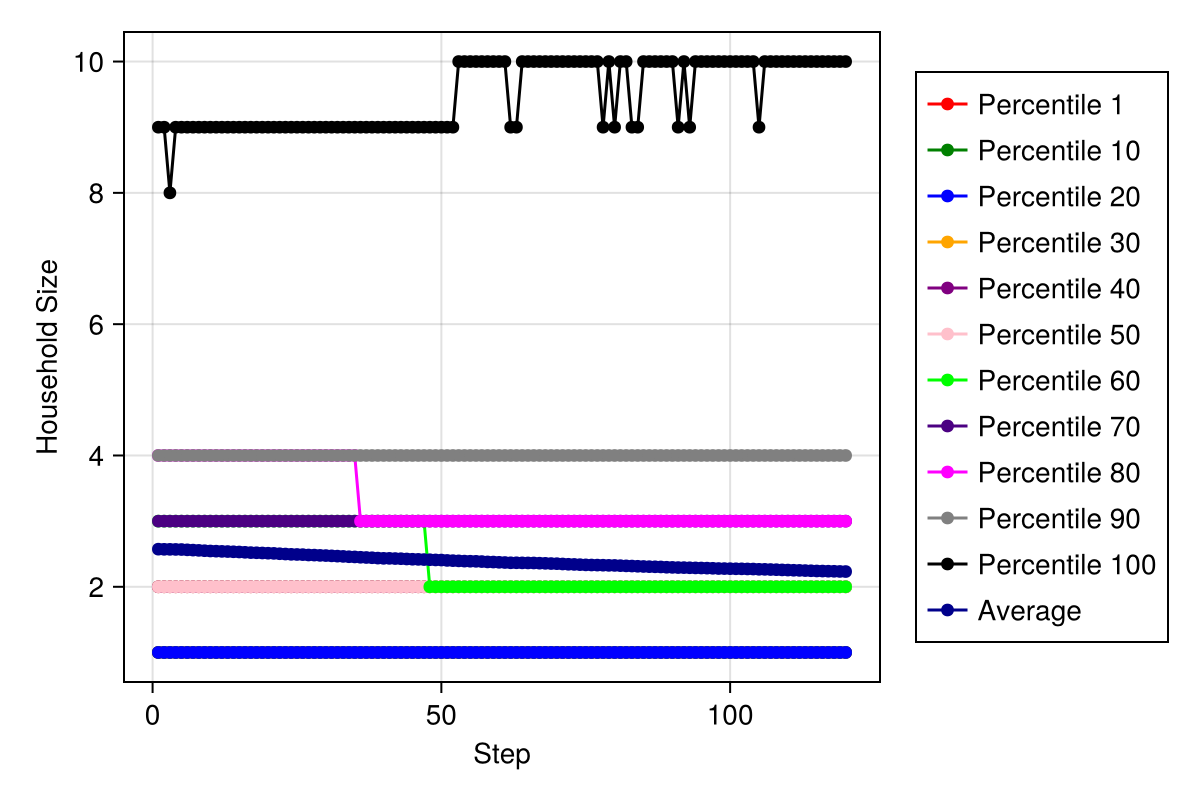 10
8
6
4
2
Household Size
0
50
100
Step
Percentile 1
Percentile 10
Percentile 20
Percentile 30
Percentile 40
Percentile 50
Percentile 60
Percentile 70
Percentile 80
Percentile 90
Percentile 100
Average